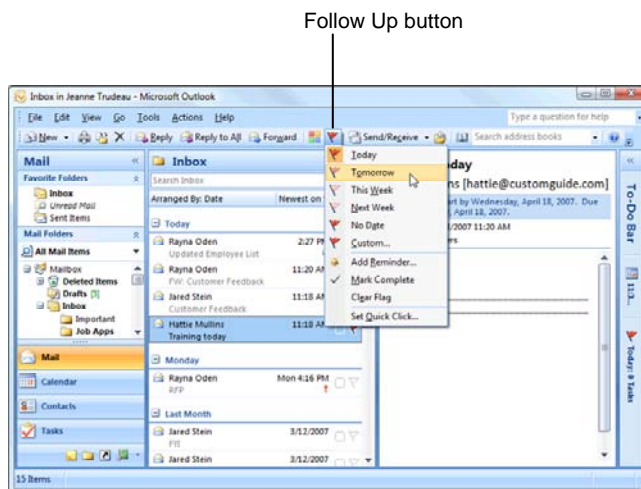 Follow Up button
Inbox in Jeanne Trudeau - Microsoft Outlook
File Edit View Go Tools Actions Help
Type a question for help
New Reply Reply to All Forward Send/Receive Search address books
Mail
Favorite Folders
Inbox
Unread Mail
Sent Items
Mail Folders
All Mail Items
Mailbox
Deleted Items
Drafts [3]
Inbox
Important
Job Apps
Mail
Calendar
Contacts
Tasks
15 Items
Inbox
Search Inbox
Arranged By: Date Newest on
Today
Rayna Oden 2:27 PM
Updated Employee List
Rayna Oden 11:20 AM
FW: Customer Feedback
Jared Stein 11:18 AM
Customer Feedback
Hattie Mullins 11:18 AM
Training today
Monday
Rayna Oden Mon 4:16 PM
RFP
Last Month
Jared Stein 3/12/2007
FYI
Jared Stein 3/12/2007
Today
Tomorrow
This Week
Next Week
No Date
Custom...
Add Reminder...
Mark Complete
Clear Flag
Set Quick Click...
day
ns [hattie@customguide.com]
art by Wednesday, April 18, 2007. Due
, April 18, 2007.
/2007 11:20 AM
ers
To-Do Bar
Today: 9 Tasks